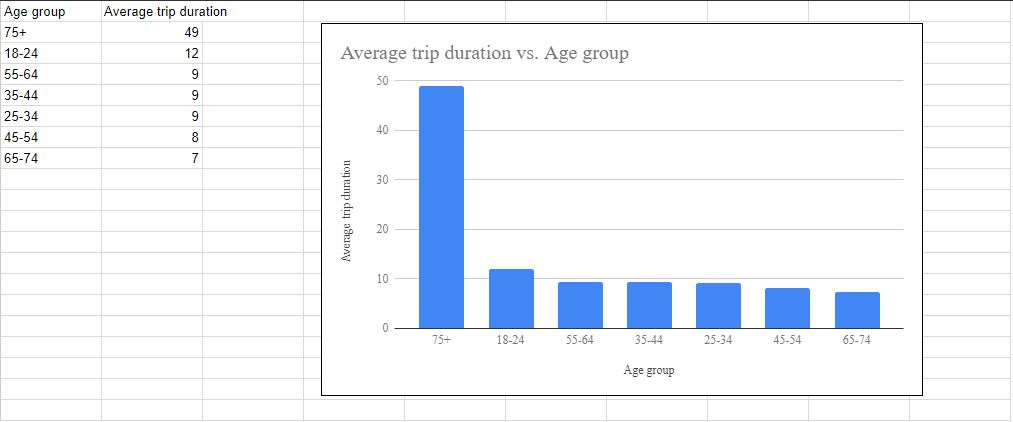 Age group Average trip duration
75+ 49
18-24 12
55-64 9
35-44 9
25-34 9
45-54 8
65-74 7
Average trip duration vs. Age group
50
40
30
20
10
0
Average trip duration
75+ 18-24 55-64 35-44 25-34 45-54 65-74
Age group